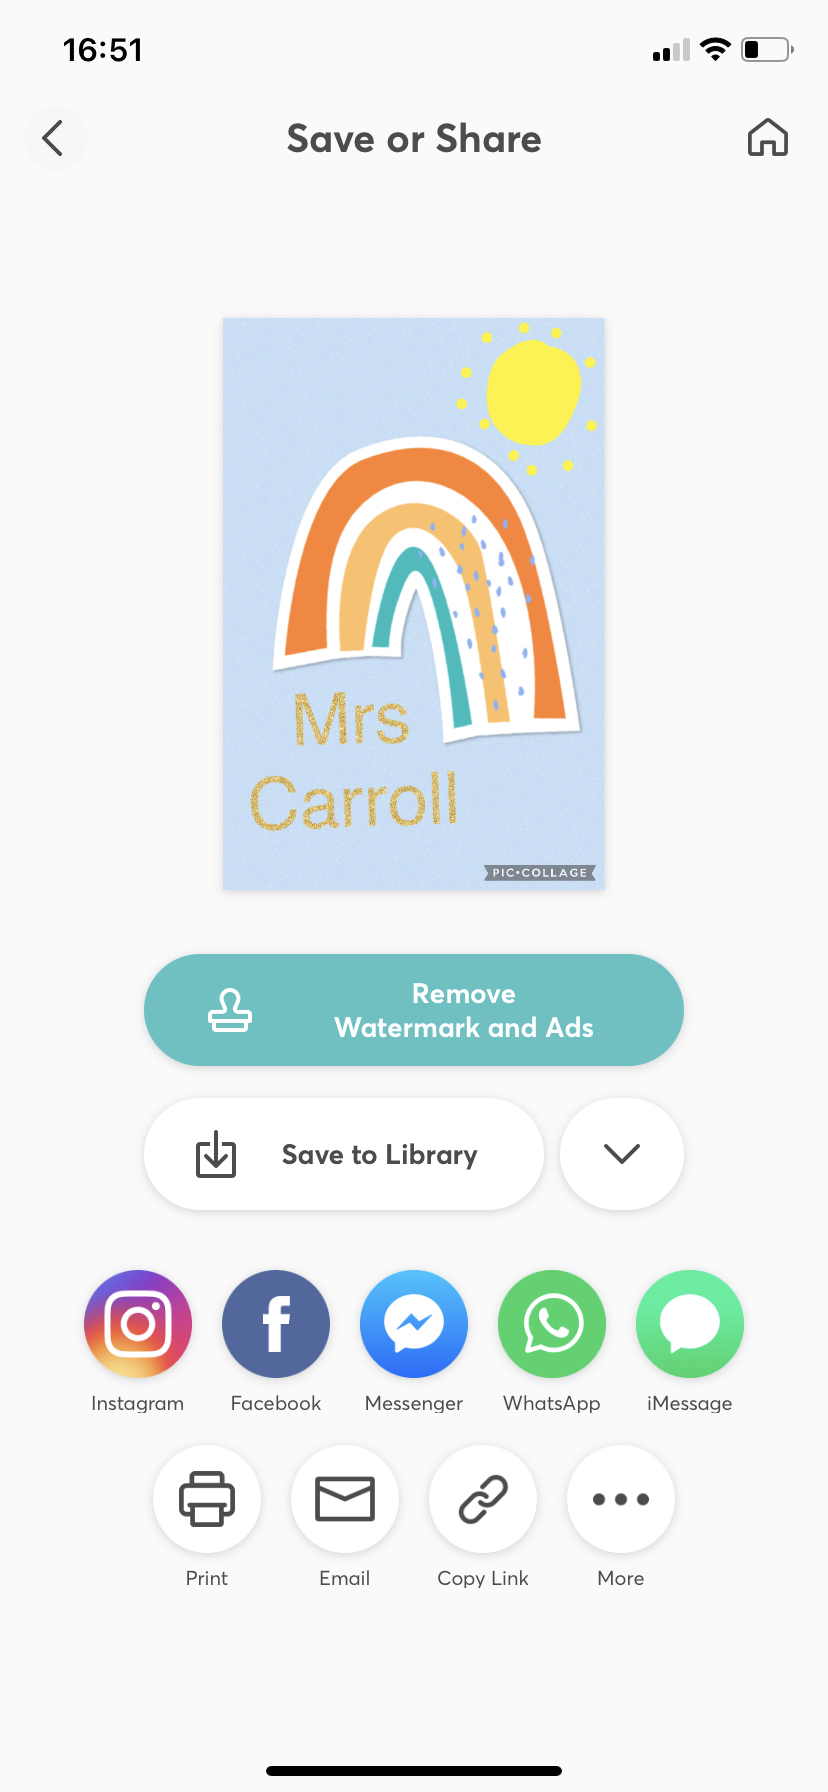 16:51
Save or Share
Mrs
Carroll
PIC•COLLAGE
Remove
Watermark and Ads
Save to Library
Instagram Facebook Messenger WhatsApp iMessage
Print Email Copy Link More